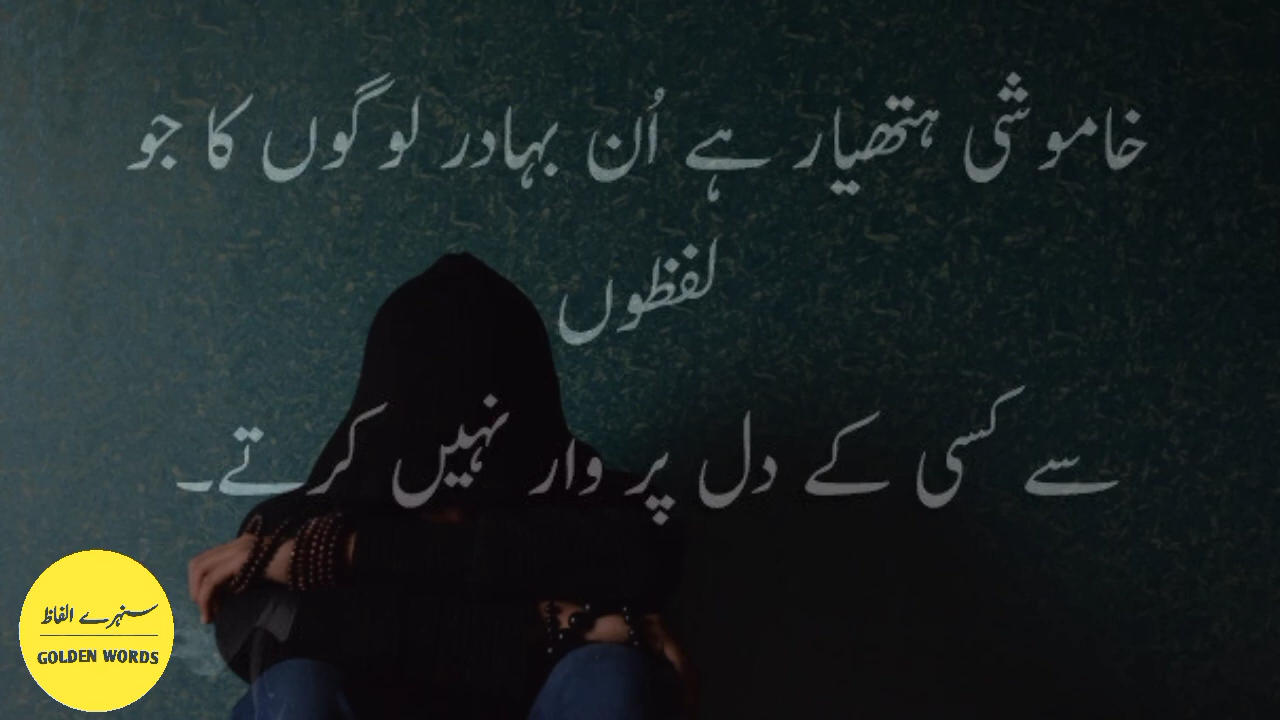 خاموشی ہتھیار ہے اُن بہادر لوگوں کا جو
لفظوں
سے کسی کے دل پر وار نہیں کرتے۔
سنہرے الفاظ
GOLDEN WORDS